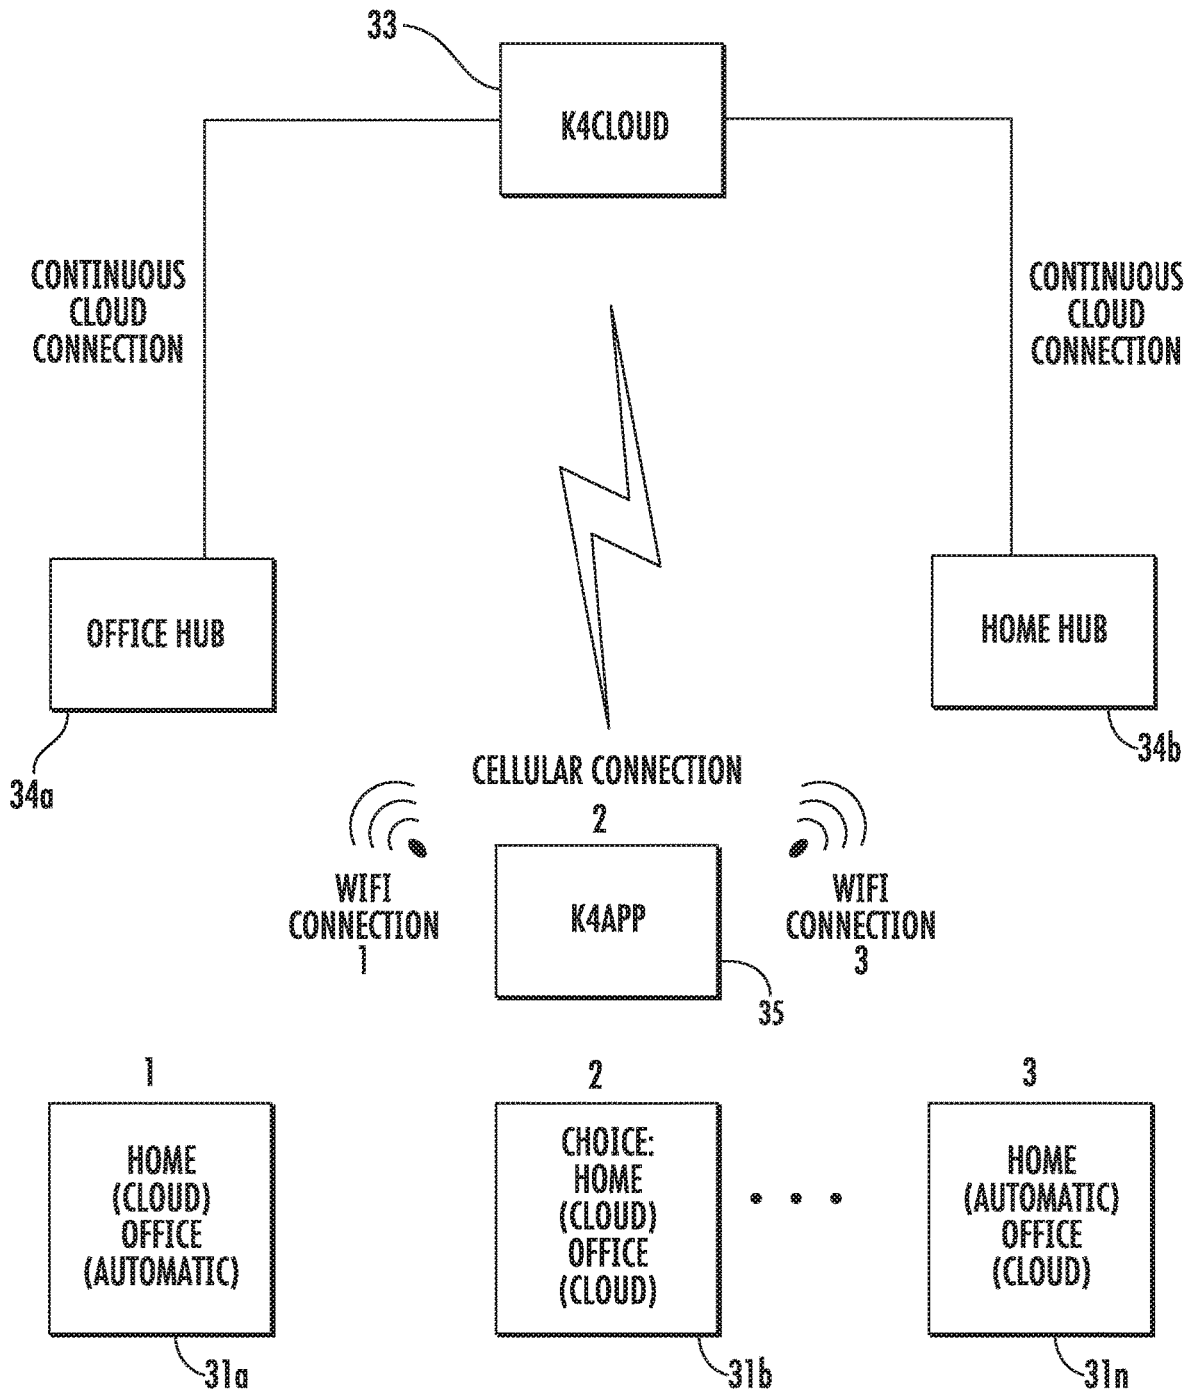 33
K4CLOUD
CONTINUOUS
CLOUD
CONNECTION
CONTINUOUS
CLOUD
CONNECTION
OFFICE HUB
HOME HUB
34a
34b
CELLULAR CONNECTION
2
WIFI
CONNECTION
1
K4APP
WIFI
CONNECTION
3
35
1
HOME
(CLOUD)
OFFICE
(AUTOMATIC)
31a
2
CHOICE:
HOME
(CLOUD)
OFFICE
(CLOUD)
31b
3
HOME
(AUTOMATIC)
OFFICE
(CLOUD)
31n